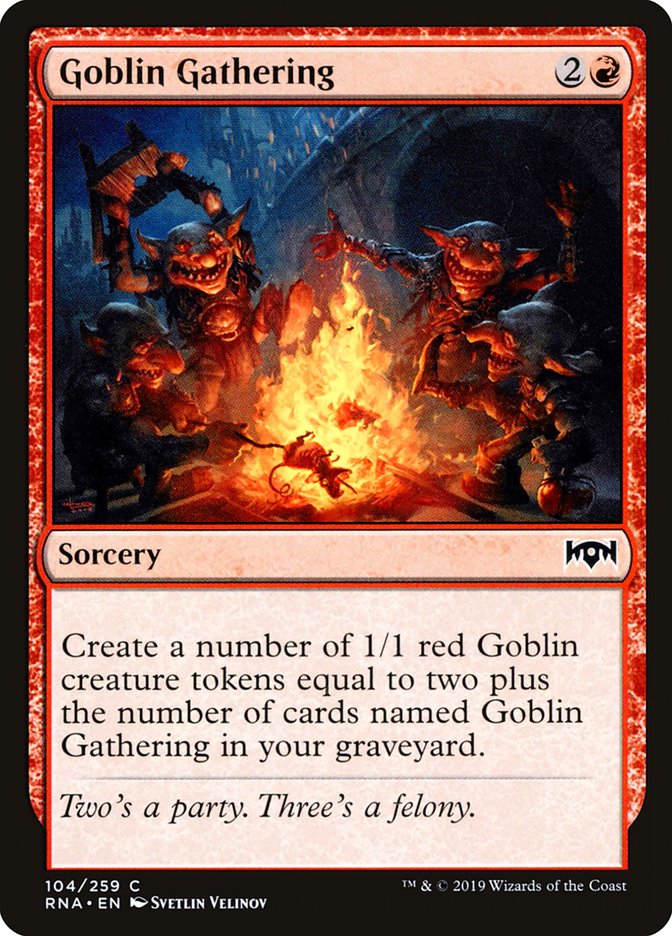 Goblin Gathering 2
Sorcery
Create a number of 1/1 red Goblin
creature tokens equal to two plus
the number of cards named Goblin
Gathering in your graveyard.
Two's a party. Three's a felony.
104/259 C
™ & © 2019 Wizards of the Coast
RNA • EN Svetlin Velinov